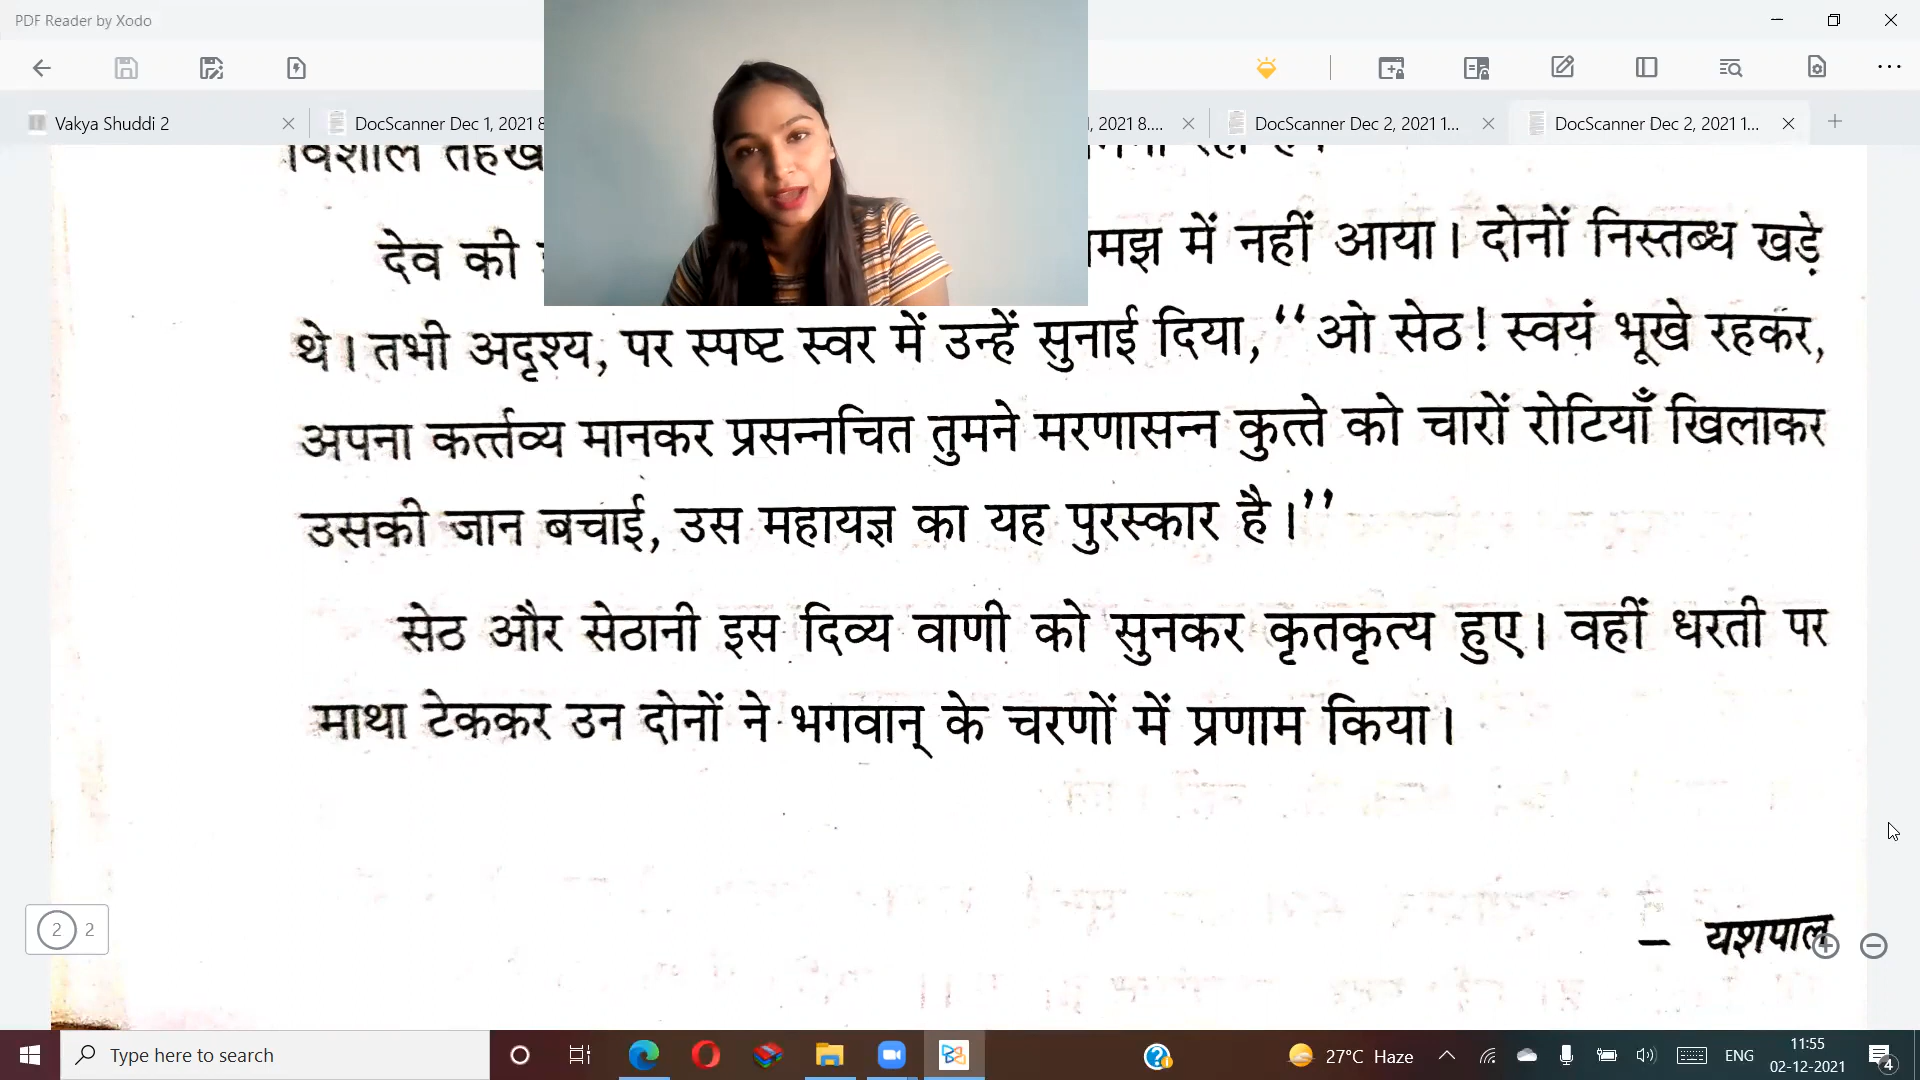 PDF Reader by Xodo
Vakya Shuddi 2
DocScanner Dec 1, 2021 8
, 2021 8....
DocScanner Dec 2, 2021 1...
DocScanner Dec 2, 2021 1...
विशाल
देव की
में नहीं आया। दोनों निस्तब्ध खड़े
थे। तभी अदृश्य, पर स्पष्ट स्वर में उन्हें सुनाई दिया, “ओ सेठ! स्वयं भूखे रहकर,
अपना कर्त्तव्य मानकर प्रसन्नचित तुमने मरणासन्न कुत्ते को चारों रोटियाँ खिलाकर
उसकी जान बचाई, उस महायज्ञ का यह पुरस्कार है।”
सेठ और सेठानी इस दिव्य वाणी को सुनकर कृतकृत्य हुए। वहीं धरती पर
माथा टेककर उन दोनों ने भगवान् के चरणों में प्रणाम किया।
– यशपाल
2 2
Type here to search
27°C Haze
ENG
11:55
02-12-2021
4